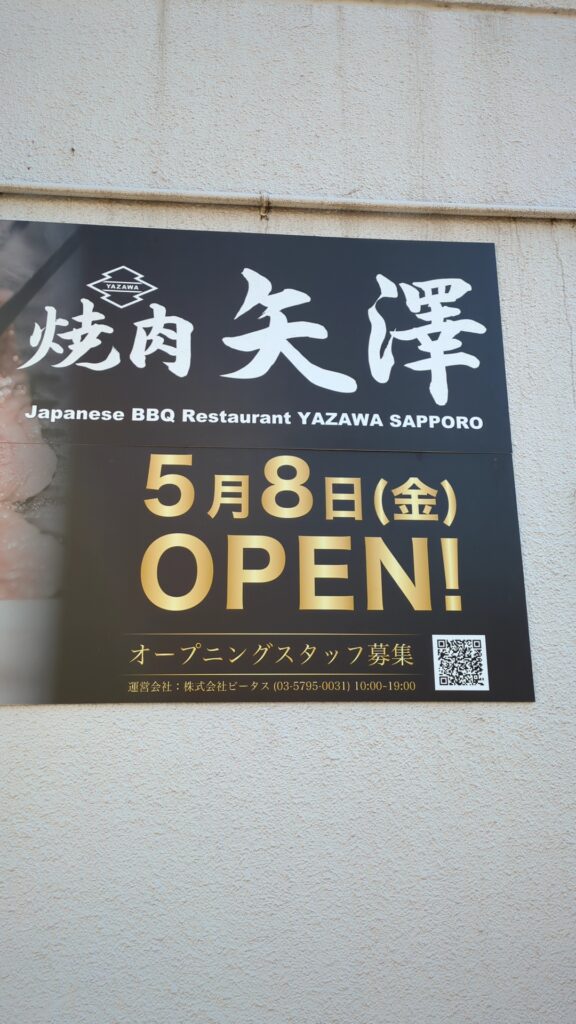 YAZAWA
焼肉 矢澤
Japanese BBQ Restaurant YAZAWA SAPPORO
5月8日(金)
OPEN!
オープニングスタッフ募集
運営会社：株式会社ビータス (03-5795-0031) 10:00~19:00